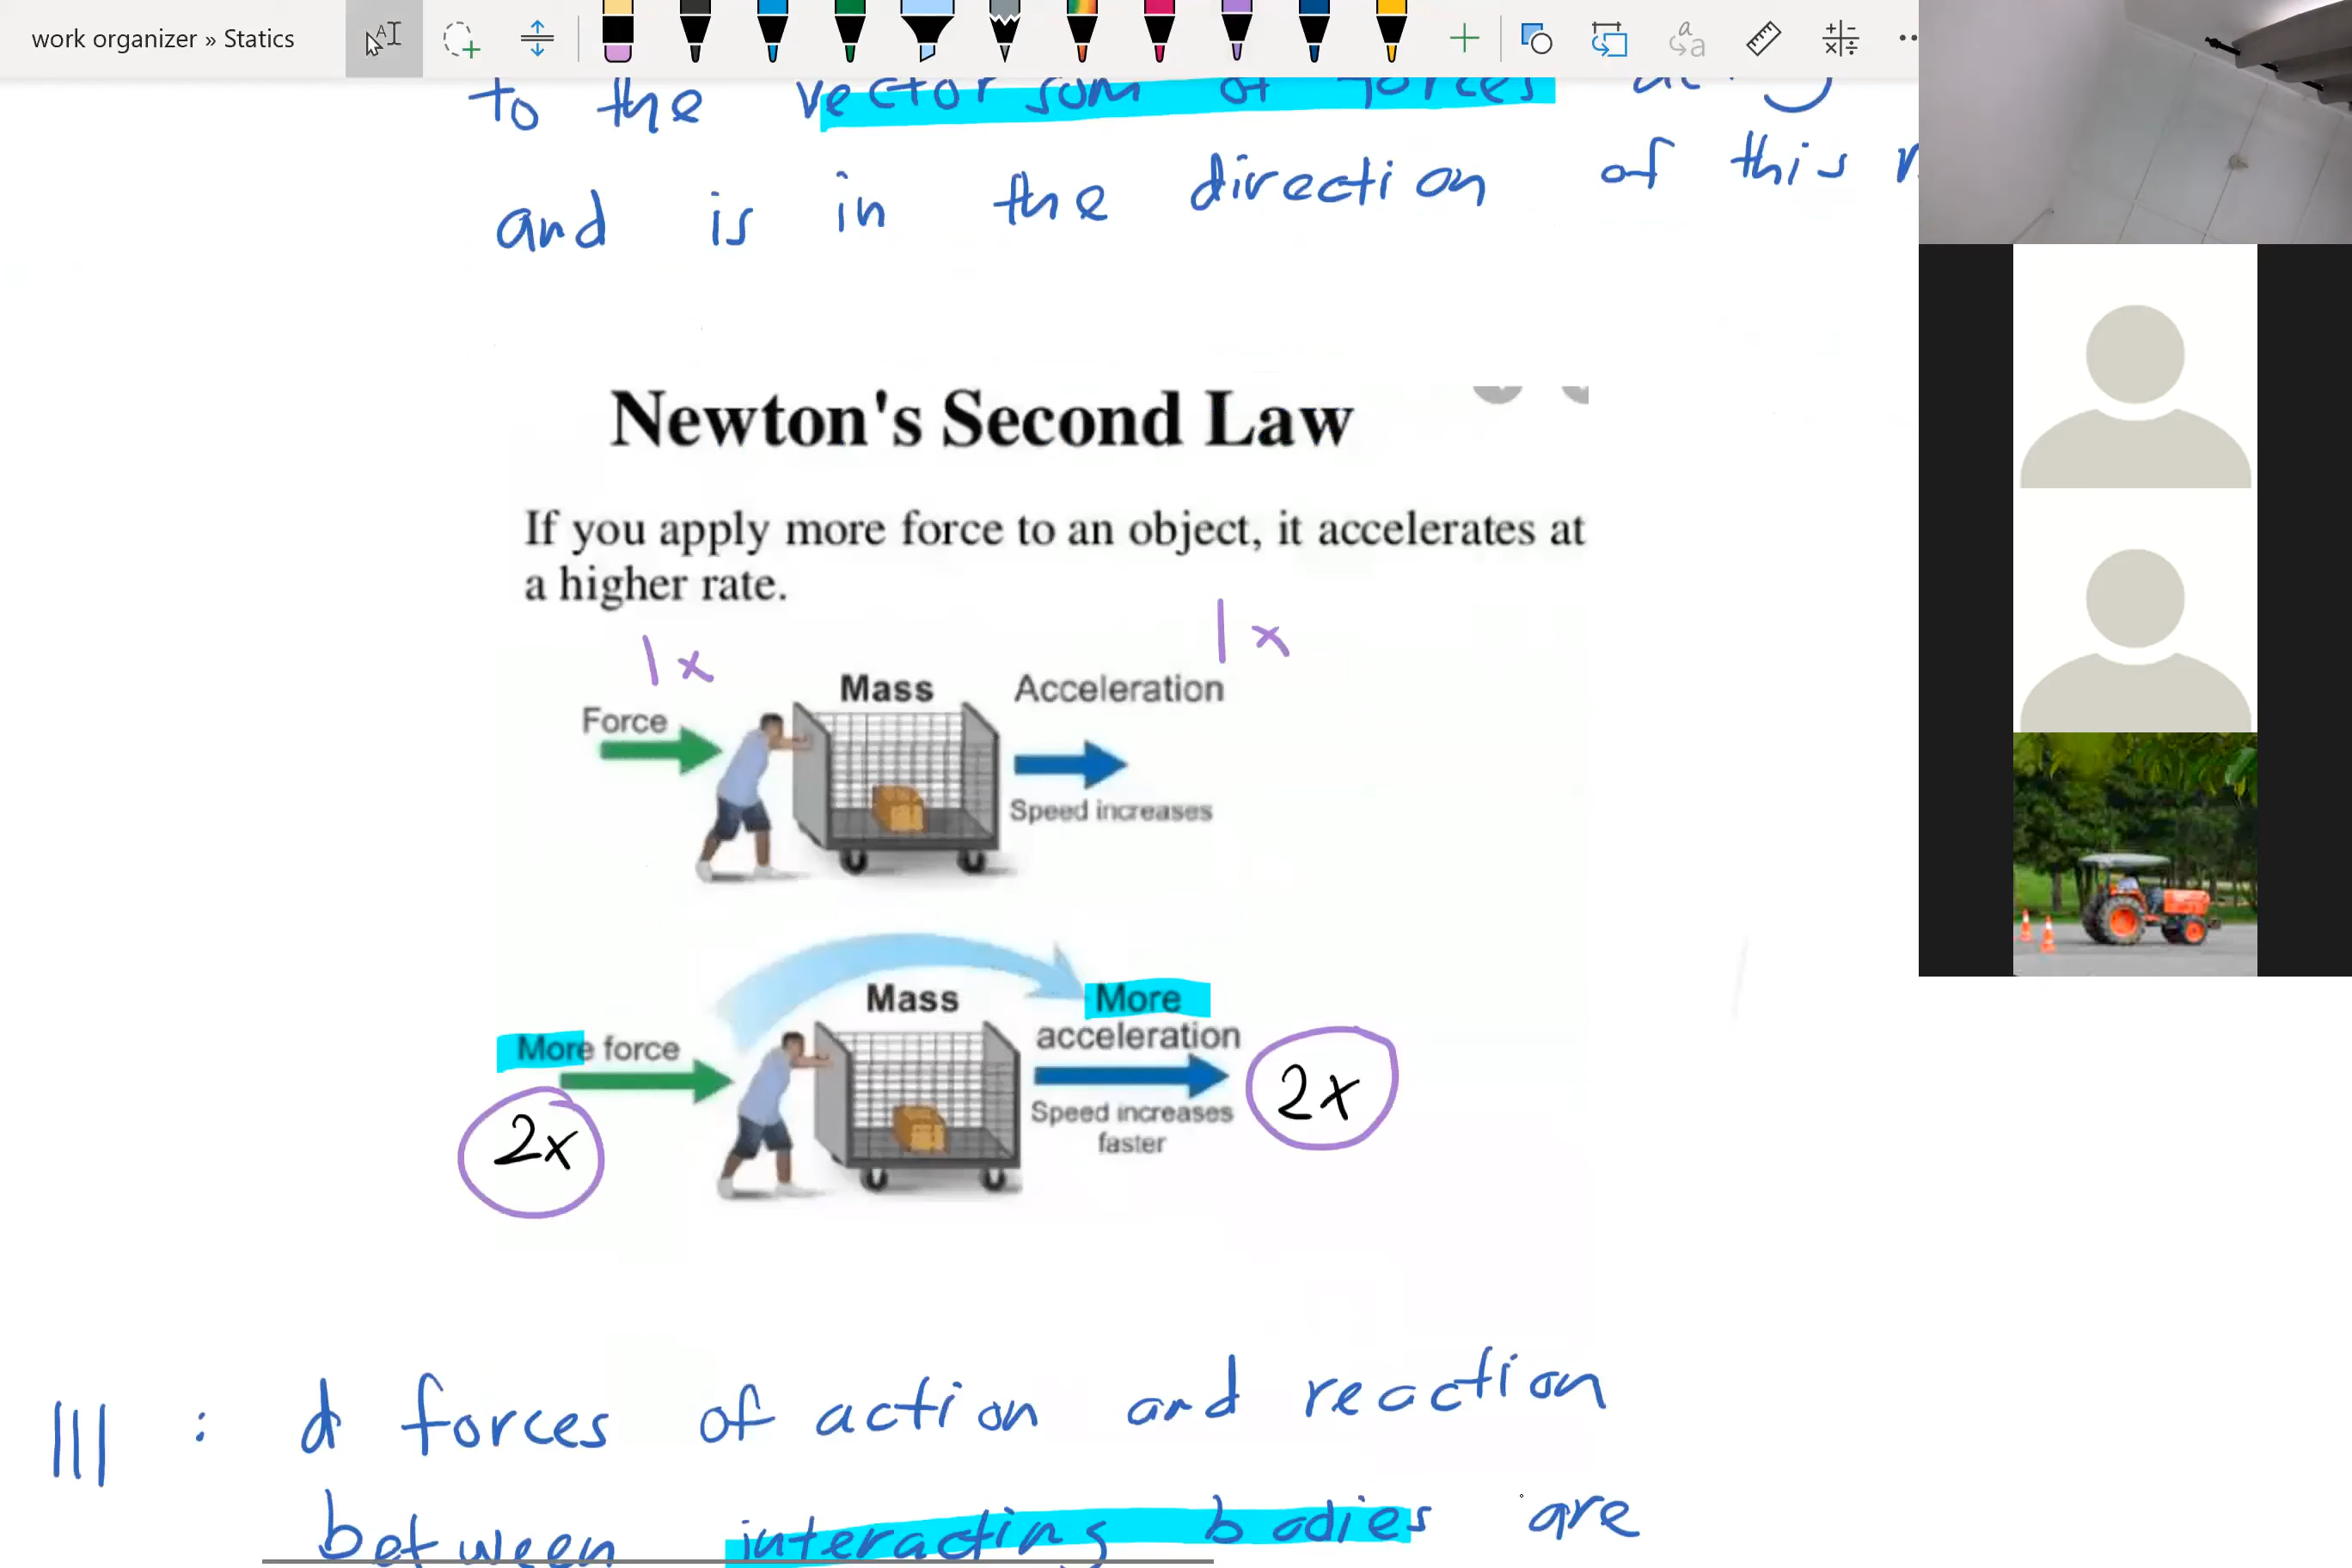 work organizer » Statics
to the vector sum of forces
and is in the direction of this
Newton's Second Law
If you apply more force to an object, it accelerates at
a higher rate.
1x
1x
Mass
Acceleration
Force
Speed increases
Mass
More
acceleration
More force
2x
2x
Speed increases
faster
III : forces of action and reaction
between interacting bodies are